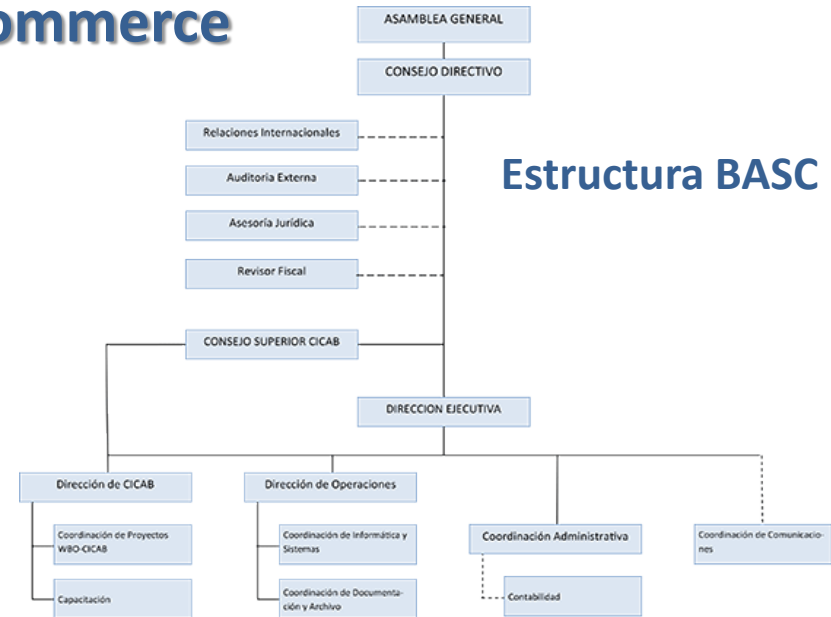 ommerce
ASAMBLEA GENERAL
CONSEJO DIRECTIVO
Relaciones Internacionales
Auditoria Externa
Estructura BASC
Asesoría Jurídica
Revisor Fiscal
CONSEJO SUPERIOR CICAB
DIRECCION EJECUTIVA
Dirección de CICAB
Dirección de Operaciones
Coordinación de Proyectos
WBO-CICAB
Coordinación de Informática y
Sistemas
Coordinación Administrativa
Coordinación de Comunicacio-
nes
Capacitación
Coordinación de Documenta-
ción y Archivo
Contabilidad